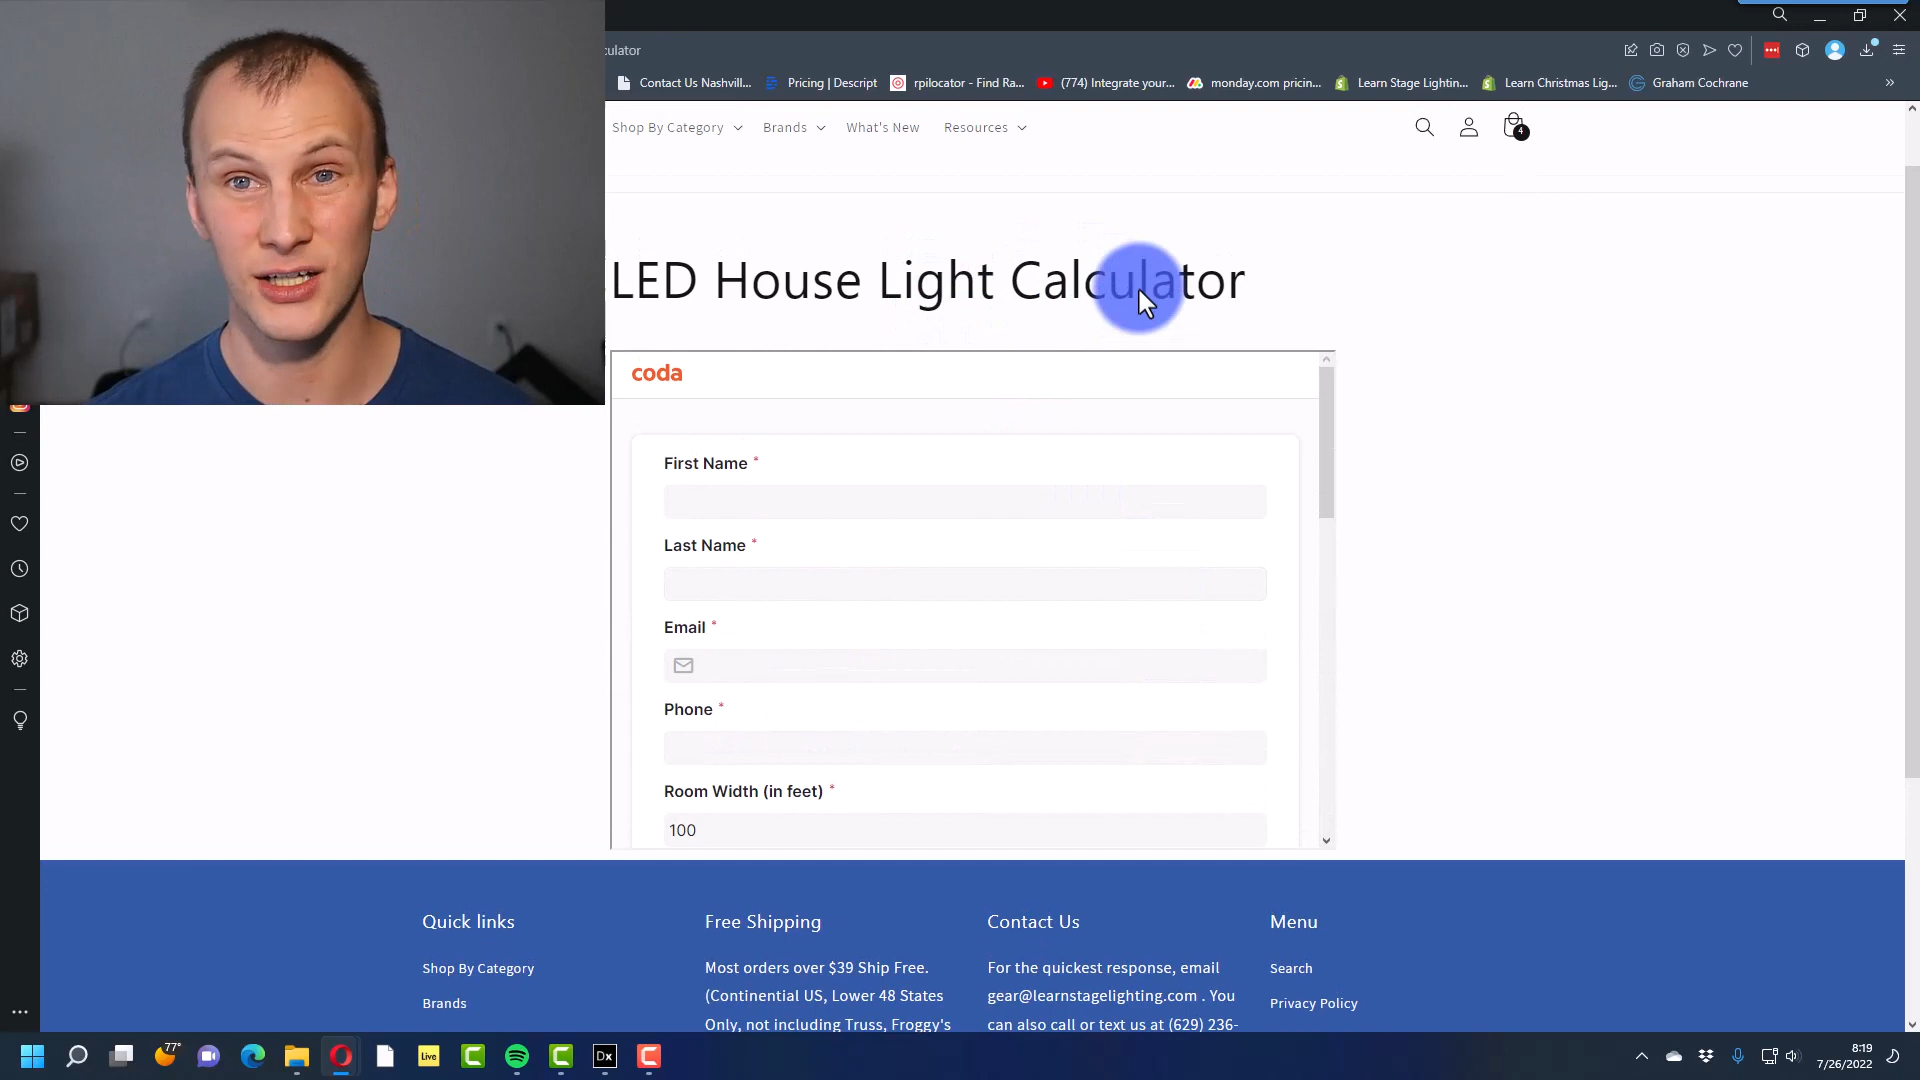 culator
Contact Us Nashvill...
Pricing | Descript
rpilocator - Find Ra...
(774) Integrate your...
monday.com pricin...
Learn Stage Lightin...
Learn Christmas Lig...
Graham Cochrane
»
Shop By Category
Brands
What's New
Resources
4
LED House Light Calculator
coda
First Name *
Last Name *
Email *
Phone *
Room Width (in feet) *
100
Quick links
Shop By Category
Brands
Free Shipping
Most orders over $39 Ship Free.
(Continental US, Lower 48 States
Only, not including Truss, Froggy's
Contact Us
For the quickest response, email
gear@learnstagelighting.com . You
can also call or text us at (629) 236-
Menu
Search
Privacy Policy
77°
Live
Dx
8:19
7/26/2022